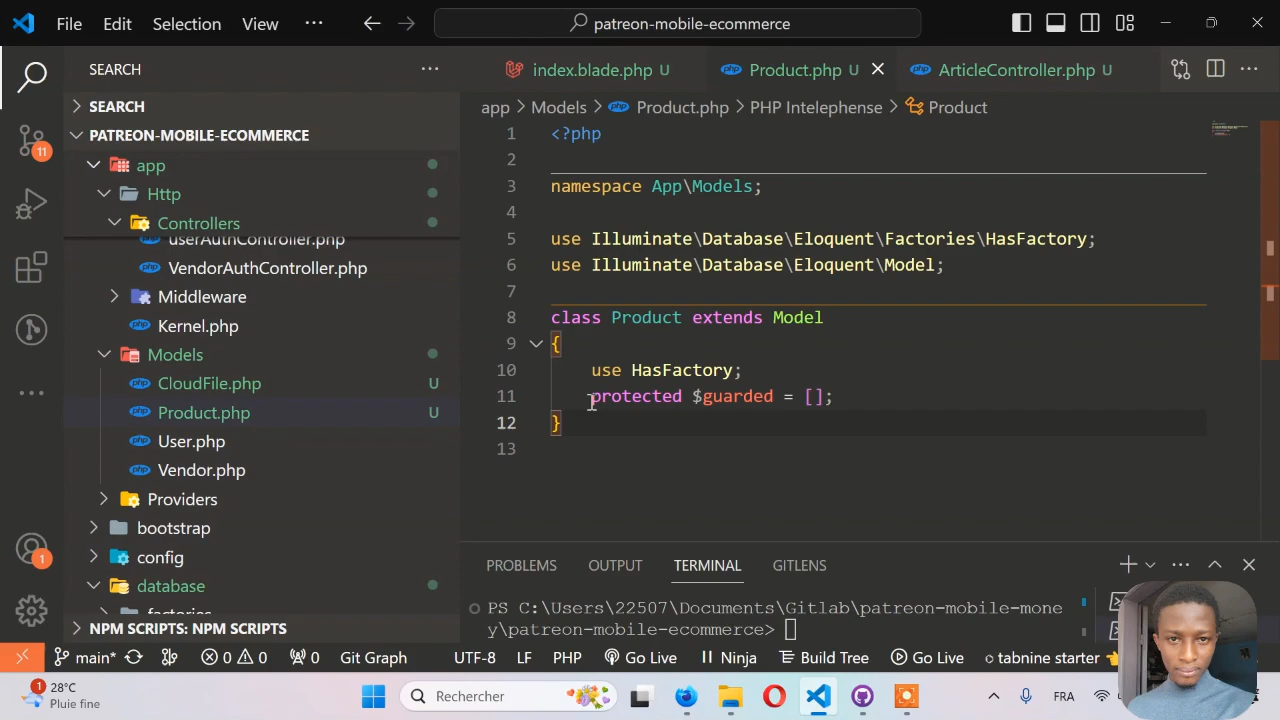 File Edit Selection View ··· patreon-mobile-ecommerce
SEARCH ···
index.blade.php U Product.php U ArticleController.php U ···
SEARCH
PATREON-MOBILE-ECOMMERCE
app
Http
Controllers
userAuthController.php
VendorAuthController.php
Middleware
Kernel.php
Models
CloudFile.php U
Product.php U
User.php
Vendor.php
Providers
bootstrap
config
database
factories
NPM SCRIPTS: NPM SCRIPTS
11
1
app > Models > Product.php > PHP Intelephense > Product
1 <?php
2
3 namespace App\Models;
4
5 use Illuminate\Database\Eloquent\Factories\HasFactory;
6 use Illuminate\Database\Eloquent\Model;
7
8 class Product extends Model
9 {
10 use HasFactory;
11 protected $guarded = [];
12 }
13
PROBLEMS OUTPUT TERMINAL GITLENS
PS C:\Users\22507\Documents\Gitlab\patreon-mobile-mone
y\patreon-mobile-ecommerce>
main* 0 0 0 Git Graph UTF-8 LF PHP Go Live Ninja Build Tree Go Live tabnine starter
1 28°C
Pluie fine
Rechercher
FRA